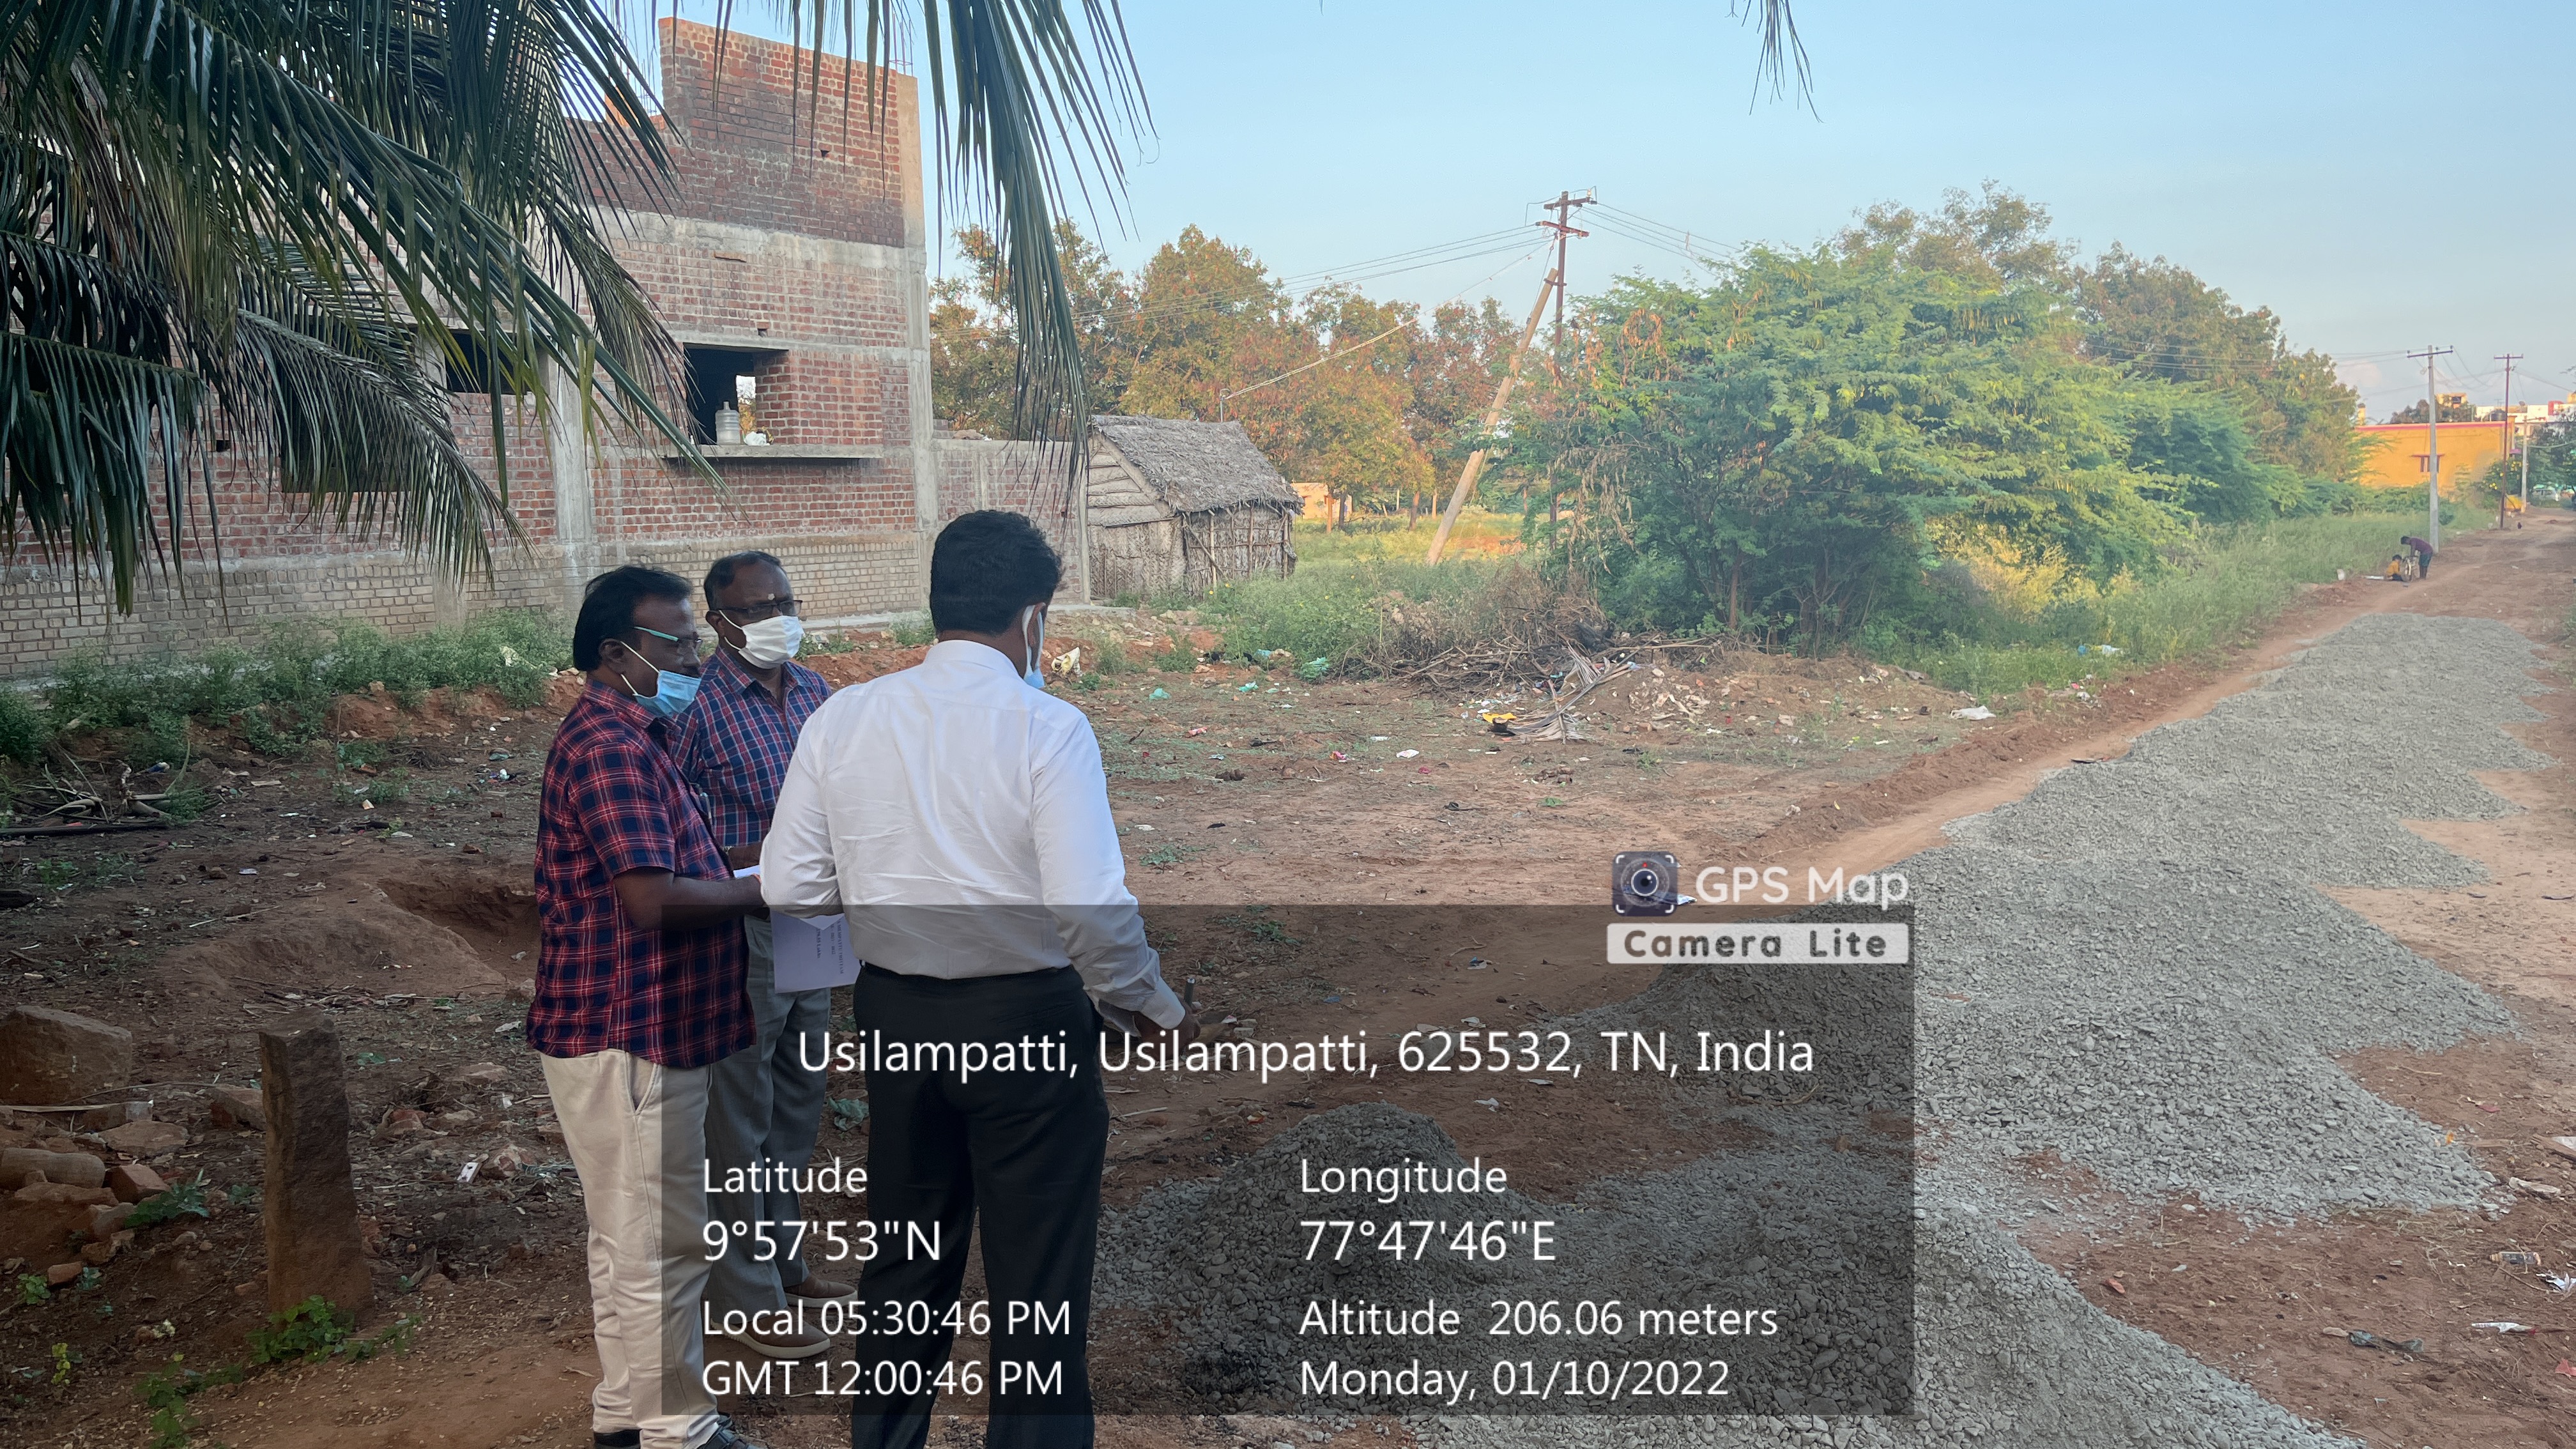 GPS Map
Camera Lite
Usilampatti, Usilampatti, 625532, TN, India
Latitude
9°57'53"N
Longitude
77°47'46"E
Local 05:30:46 PM
GMT 12:00:46 PM
Altitude 206.06 meters
Monday, 01/10/2022